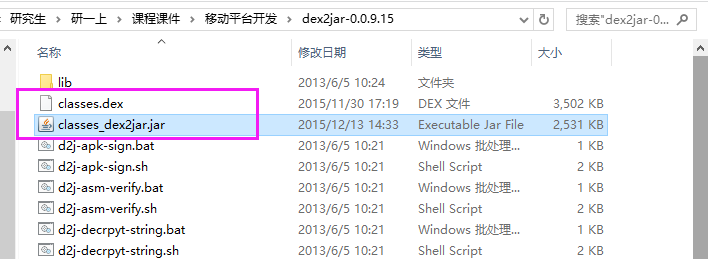 研究生 › 研一上 › 课程课件 › 移动平台开发 › dex2jar-0.0.9.15 搜索"dex2jar-0...
名称 修改日期 类型 大小
lib 2013/6/5 10:24 文件夹
classes.dex 2015/11/30 17:19 DEX 文件 3,502 KB
classes_dex2jar.jar 2015/12/13 14:33 Executable Jar File 2,531 KB
d2j-apk-sign.bat 2013/6/5 10:21 Windows 批处理... 1 KB
d2j-apk-sign.sh 2013/6/5 10:21 Shell Script 2 KB
d2j-asm-verify.bat 2013/6/5 10:21 Windows 批处理... 1 KB
d2j-asm-verify.sh 2013/6/5 10:21 Shell Script 2 KB
d2j-decrpyt-string.bat 2013/6/5 10:21 Windows 批处理... 1 KB
d2j-decrpyt-string.sh 2013/6/5 10:21 Shell Script 2 KB